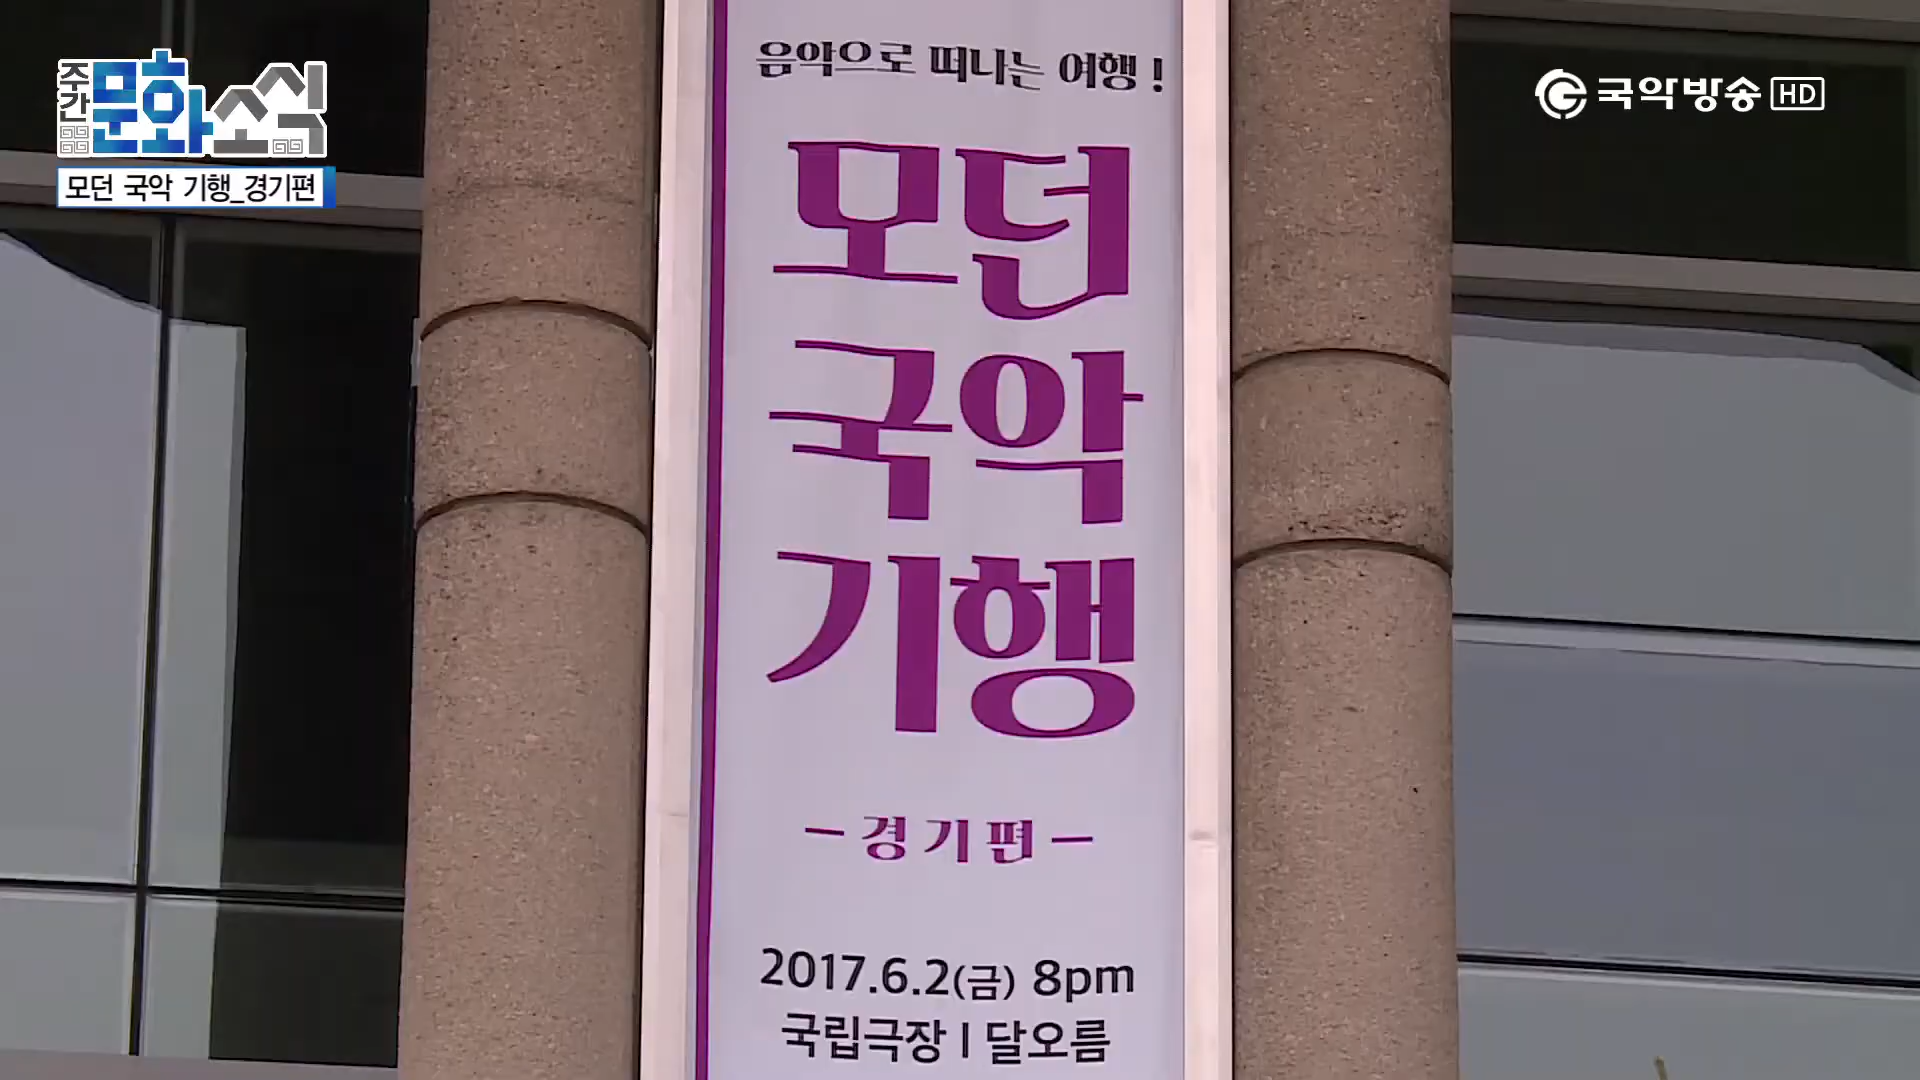 주간 문화소식
모던 국악 기행_경기편
국악방송 HD
음악으로 떠나는 여행!
모던
국악
기행
-경기편-
2017.6.2(금) 8pm
국립극장 | 달오름